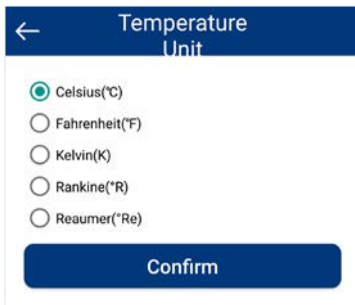 Temperature
Unit
Celsius(℃)
Fahrenheit(°F)
Kelvin(K)
Rankine(°R)
Reaumer(°Re)
Confirm